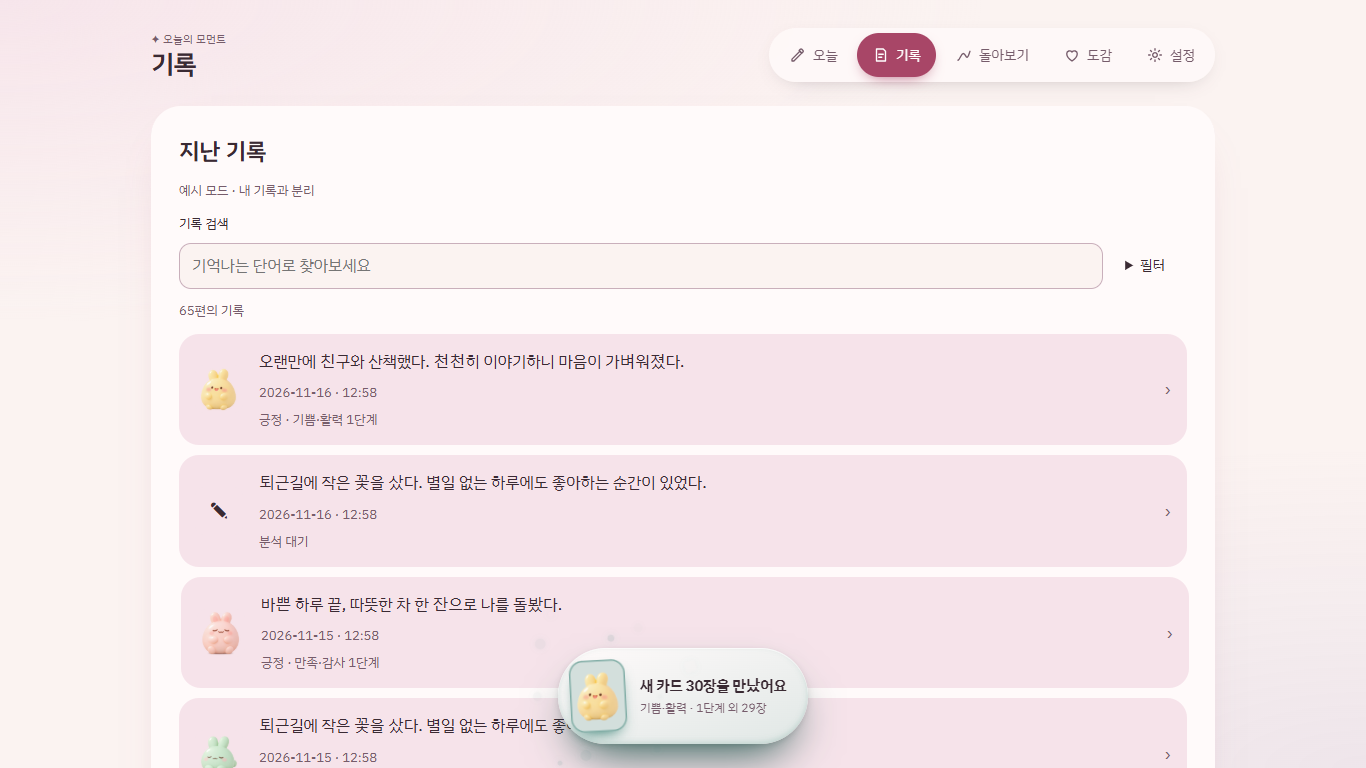 ✦ 오늘의 모먼트
기록
오늘
기록
돌아보기
도감
설정
지난 기록
예시 모드 · 내 기록과 분리
기록 검색
기억나는 단어로 찾아보세요
▶ 필터
65편의 기록
오랜만에 친구와 산책했다. 천천히 이야기하니 마음이 가벼워졌다.
2026-11-16 · 12:58
긍정 · 기쁨·활력 1단계
퇴근길에 작은 꽃을 샀다. 별일 없는 하루에도 좋아하는 순간이 있었다.
2026-11-16 · 12:58
분석 대기
바쁜 하루 끝, 따뜻한 차 한 잔으로 나를 돌봤다.
2026-11-15 · 12:58
긍정 · 만족·감사 1단계
퇴근길에 작은 꽃을 샀다. 별일 없는 하루에도
2026-11-15 · 12:58
새 카드 30장을 만났어요
기쁨·활력 · 1단계 외 29장